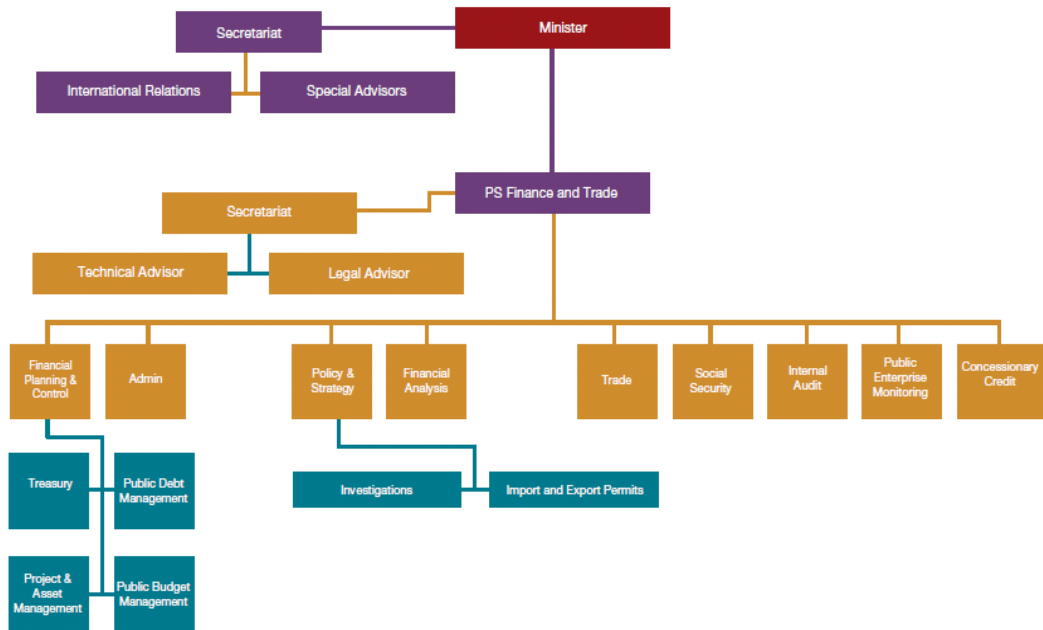 Secretariat
Minister
International Relations
Special Advisors
PS Finance and Trade
Secretariat
Technical Advisor
Legal Advisor
Financial
Planning &
Control
Admin
Policy &
Strategy
Financial
Analysis
Trade
Social
Security
Internal
Audit
Public
Enterprise
Monitoring
Concessionary
Credit
Treasury
Public Debt
Management
Investigations
Import and Export Permits
Project &
Asset
Management
Public Budget
Management